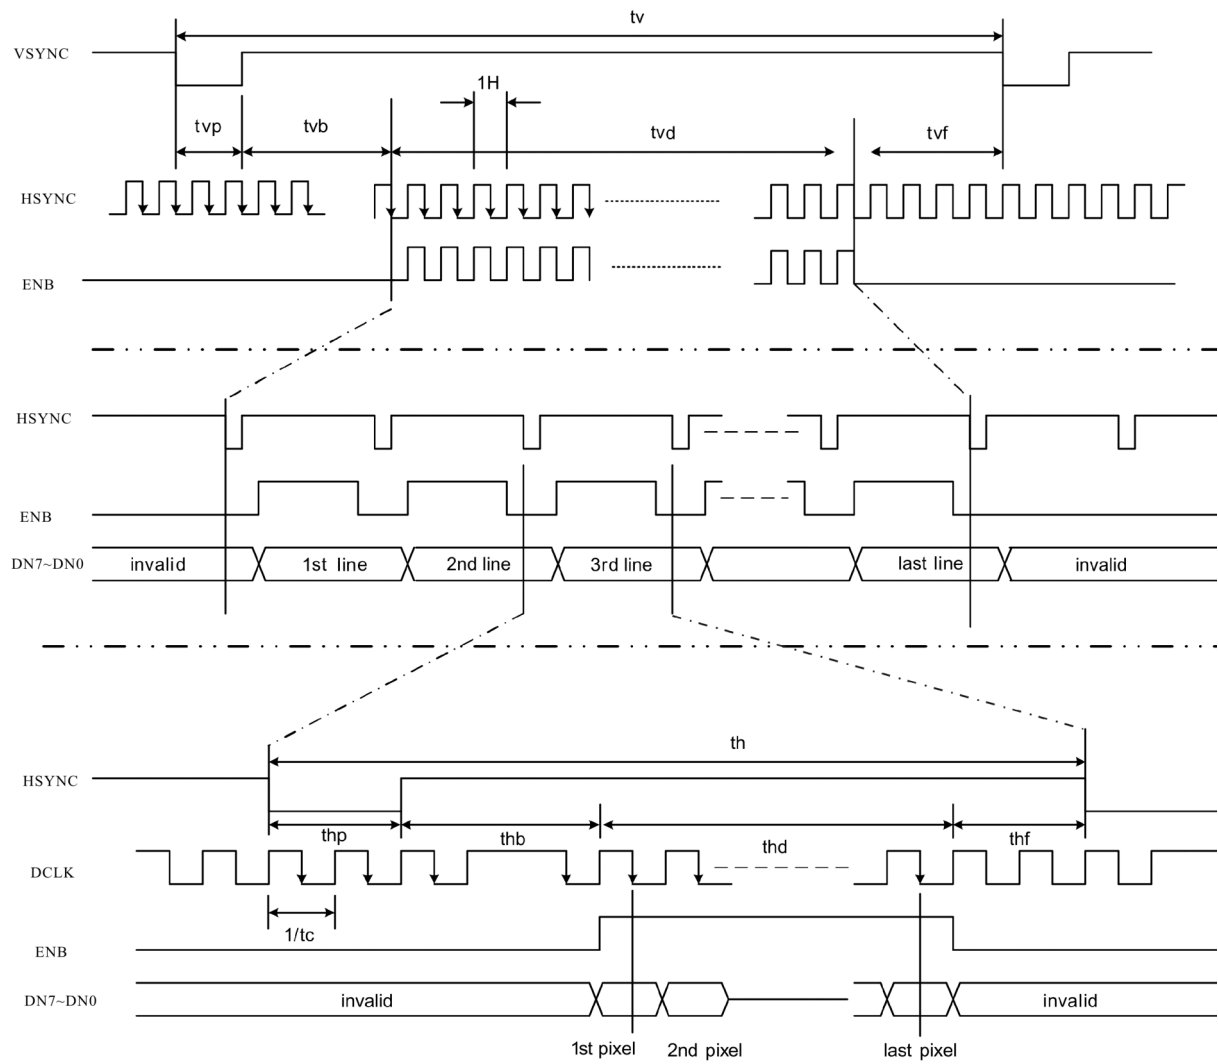 tv
VSYNC
1H
tvp
tvb
tvd
tvf
HSYNC
ENB
HSYNC
ENB
DN7~DN0
invalid
1st line
2nd line
3rd line
last line
invalid
th
HSYNC
thp
thb
thd
thf
DCLK
1/tc
ENB
DN7~DN0
invalid
invalid
1st pixel
2nd pixel
last pixel